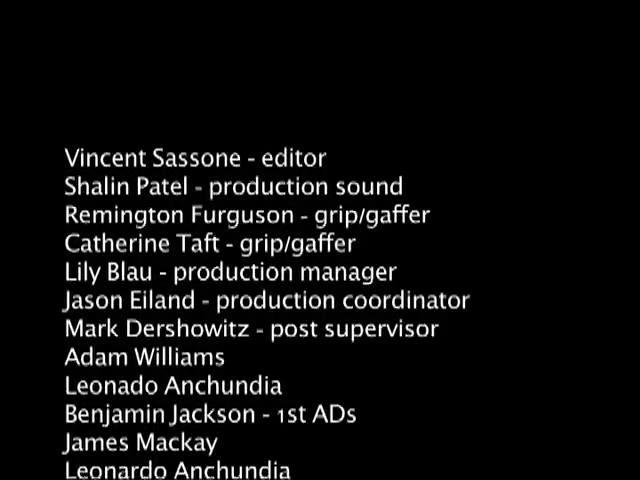 Vincent Sassone - editor
Shalin Patel - production sound
Remington Furguson - grip/gaffer
Catherine Taft - grip/gaffer
Lily Blau - production manager
Jason Eiland - production coordinator
Mark Dershowitz - post supervisor
Adam Williams
Leonado Anchundia
Benjamin Jackson - 1st ADs
James Mackay
Leonardo Anchundia